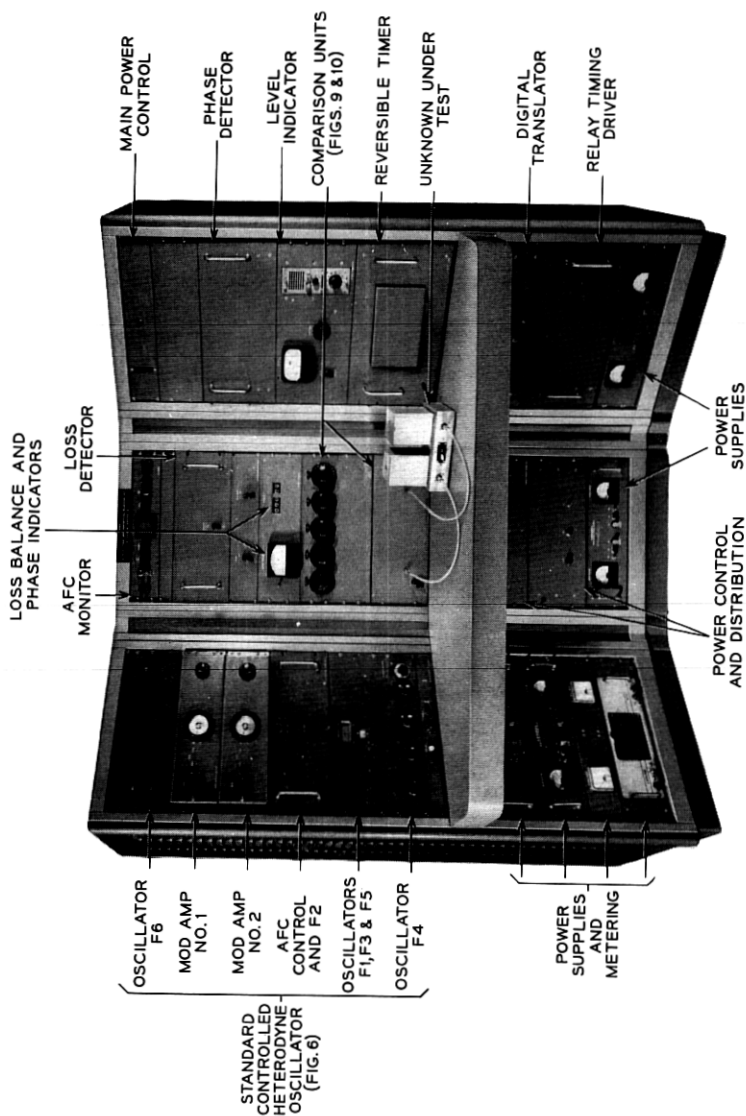 LOSS BALANCE AND
PHASE INDICATORS
AFC
MONITOR
LOSS
DETECTOR
MAIN POWER
CONTROL
PHASE
DETECTOR
LEVEL
INDICATOR
COMPARISON UNITS
(FIGS. 9 & 10)
REVERSIBLE TIMER
UNKNOWN UNDER
TEST
DIGITAL
TRANSLATOR
RELAY TIMING
DRIVER
OSCILLATOR
F6
MOD AMP
NO. 1
MOD AMP
NO. 2
AFC
CONTROL
AND F2
OSCILLATORS
F1, F3 & F5
OSCILLATOR
F4
STANDARD
CONTROLLED
HETERODYNE
OSCILLATOR
(FIG. 6)
POWER
SUPPLIES
AND
METERING
POWER CONTROL
AND DISTRIBUTION
POWER
SUPPLIES